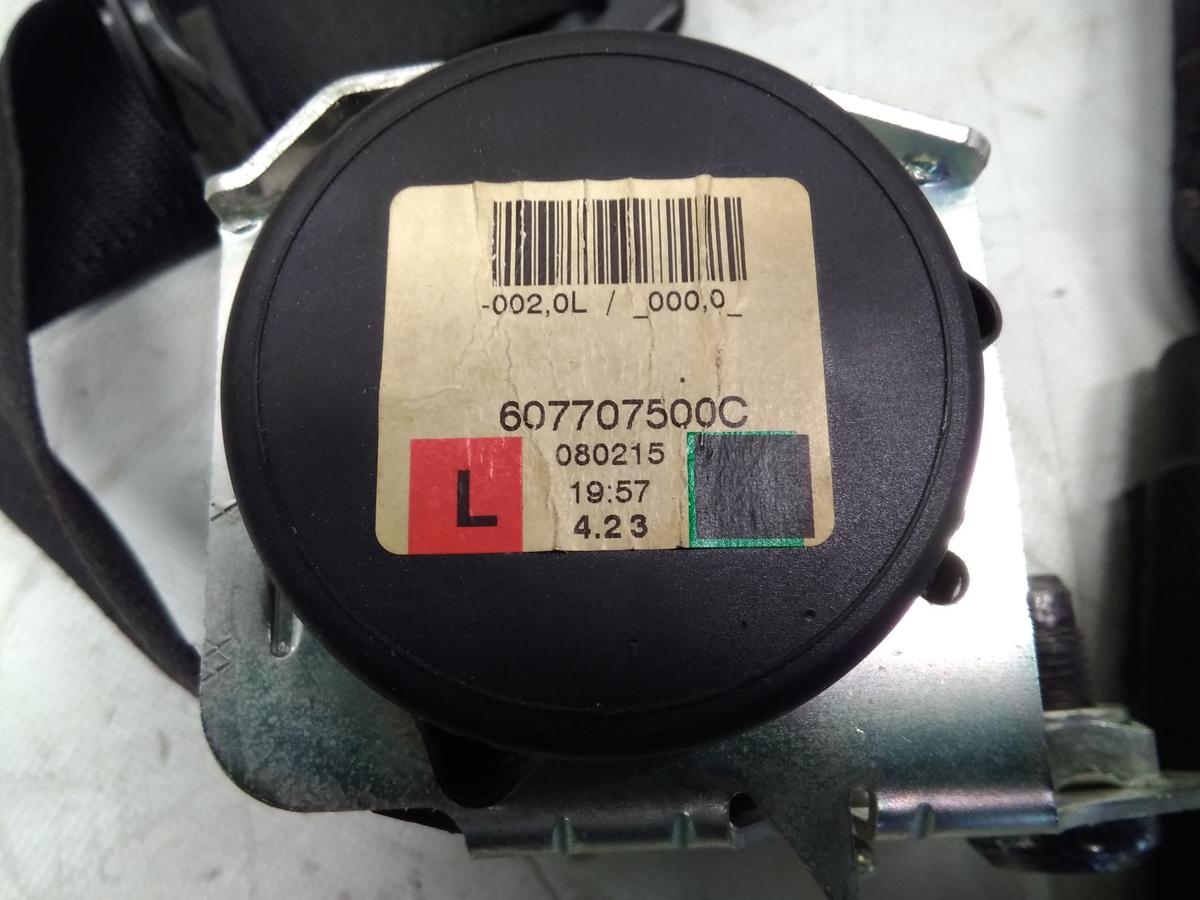 -002,0L / _000,0_
607707500C
080215
L
19:57
4.23